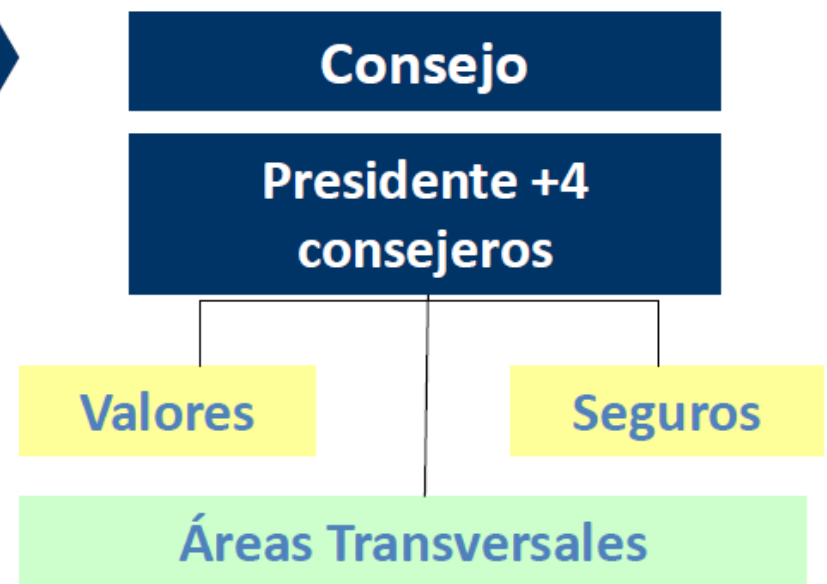 Consejo
Presidente +4
consejeros
Valores
Seguros
Áreas Transversales